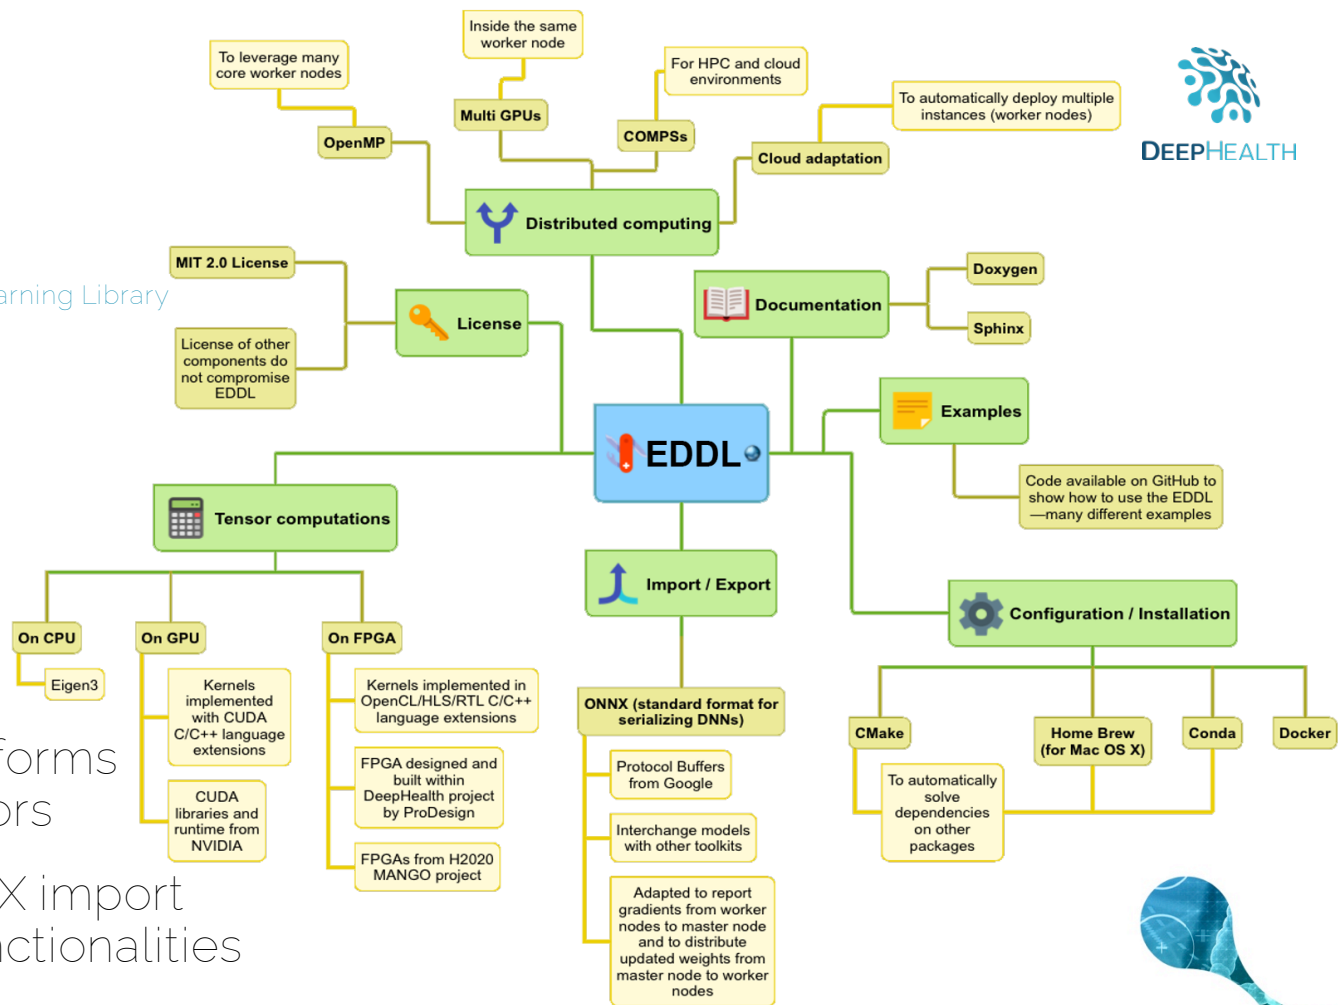 Inside the same
worker node
To leverage many
core worker nodes
For HPC and cloud
environments
To automatically deploy multiple
instances (worker nodes)
Multi GPUs
OpenMP
COMPSs
Cloud adaptation
DEEPHEALTH
Distributed computing
MIT 2.0 License
arning Library
License
License of other
components do
not compromise
EDDL
Documentation
Doxygen
Sphinx
Examples
Code available on GitHub to
show how to use the EDDL
—many different examples
EDDL
Tensor computations
On CPU
Eigen3
On GPU
Kernels
implemented
with CUDA
C/C++ language
extensions
CUDA
libraries and
runtime from
NVIDIA
On FPGA
Kernels implemented in
OpenCL/HLS/RTL C/C++
language extensions
FPGA designed and
built within
DeepHealth project
by ProDesign
FPGAs from H2020
MANGO project
Import / Export
ONNX (standard format for
serializing DNNs)
Protocol Buffers
from Google
Interchange models
with other toolkits
Adapted to report
gradients from worker
nodes to master node
and to distribute
updated weights from
master node to worker
nodes
Configuration / Installation
CMake
Home Brew
(for Mac OS X)
Conda
Docker
To automatically
solve
dependencies
on other
packages
forms
ors
X import
nctionalities